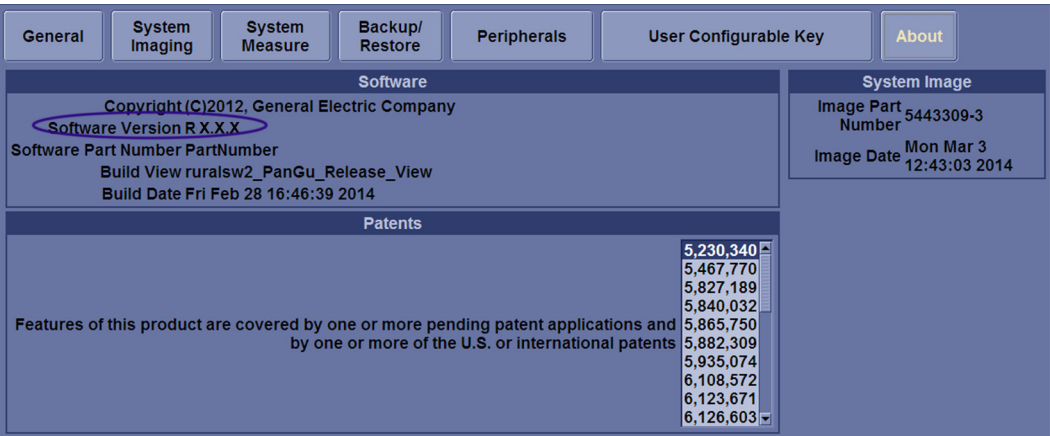 General
System
Imaging
System
Measure
Backup/
Restore
Peripherals
User Configurable Key
About
Software
Copyright (C)2012, General Electric Company
Software Version R X.X.X
Software Part Number PartNumber
Build View ruralsw2_PanGu_Release_View
Build Date Fri Feb 28 16:46:39 2014
System Image
Image Part
Number
5443309-3
Image Date
Mon Mar 3
12:43:03 2014
Patents
Features of this product are covered by one or more pending patent applications and
by one or more of the U.S. or international patents
5,230,340
5,467,770
5,827,189
5,840,032
5,865,750
5,882,309
5,935,074
6,108,572
6,123,671
6,126,603